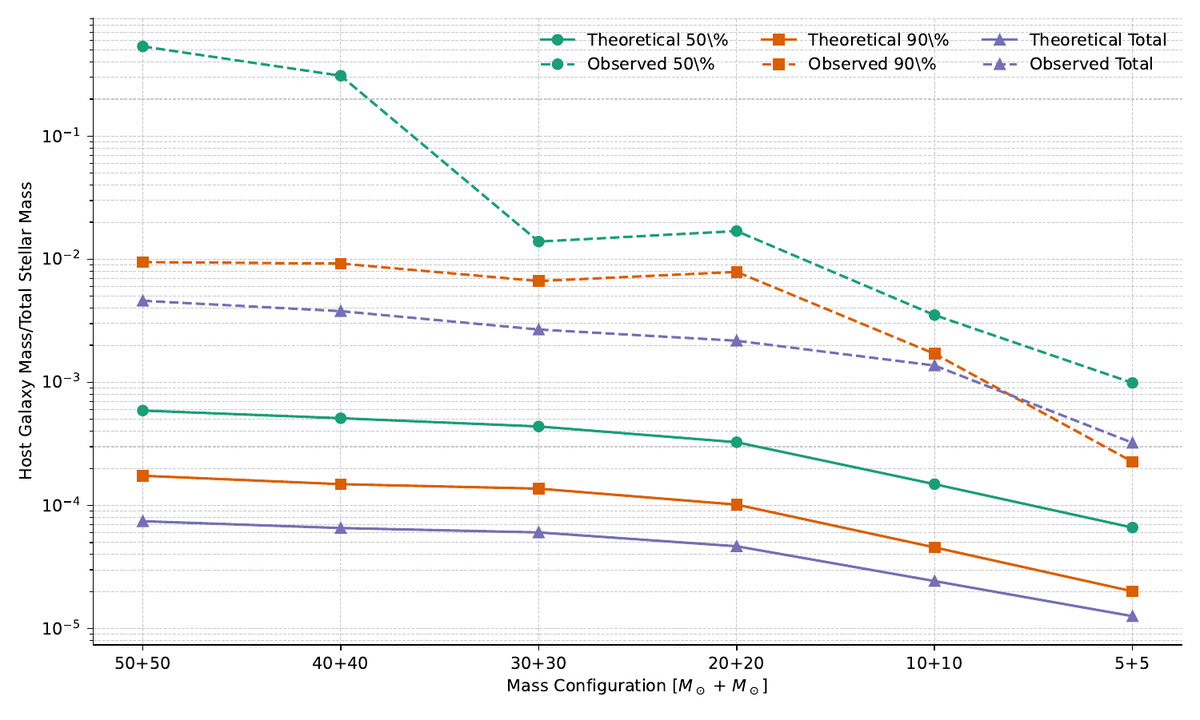 Theoretical 50\% Theoretical 90\% Theoretical Total
Observed 50\% Observed 90\% Observed Total
Host Galaxy Mass/Total Stellar Mass
10⁻¹
10⁻²
10⁻³
10⁻⁴
10⁻⁵
50+50 40+40 30+30 20+20 10+10 5+5
Mass Configuration [M⊙ + M⊙]